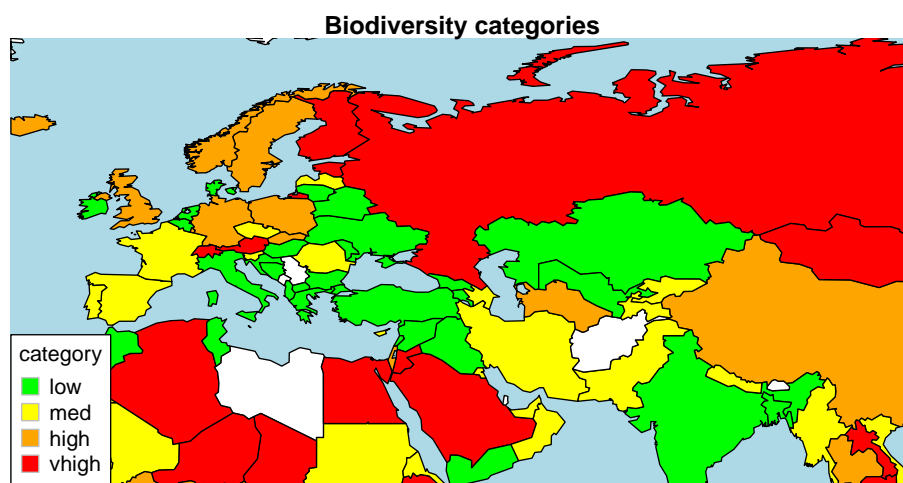 Biodiversity categories
category
low
med
high
vhigh